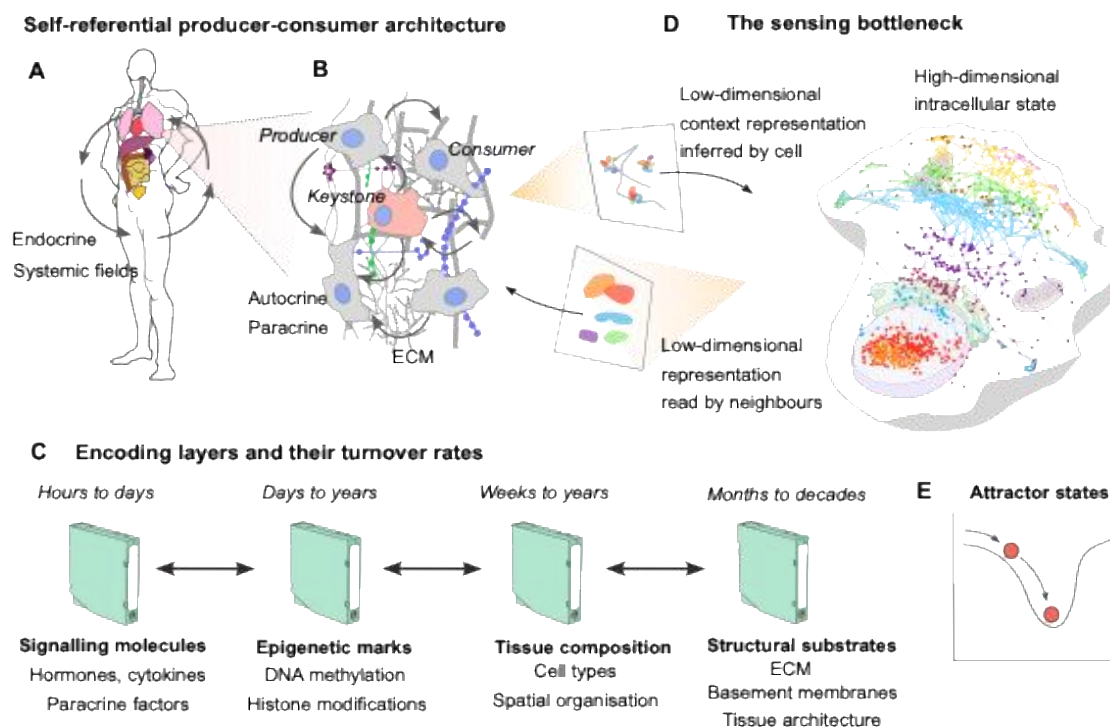 Self-referential producer-consumer architecture
A
Endocrine
Systemic fields
B
Producer
Consumer
Keystone
Autocrine
Paracrine
ECM
D The sensing bottleneck
Low-dimensional
context representation
inferred by cell
High-dimensional
intracellular state
Low-dimensional
representation
read by neighbours
C Encoding layers and their turnover rates
Hours to days
Signalling molecules
Hormones, cytokines
Paracrine factors
Days to years
Epigenetic marks
DNA methylation
Histone modifications
Weeks to years
Tissue composition
Cell types
Spatial organisation
Months to decades
Structural substrates
ECM
Basement membranes
Tissue architecture
E Attractor states